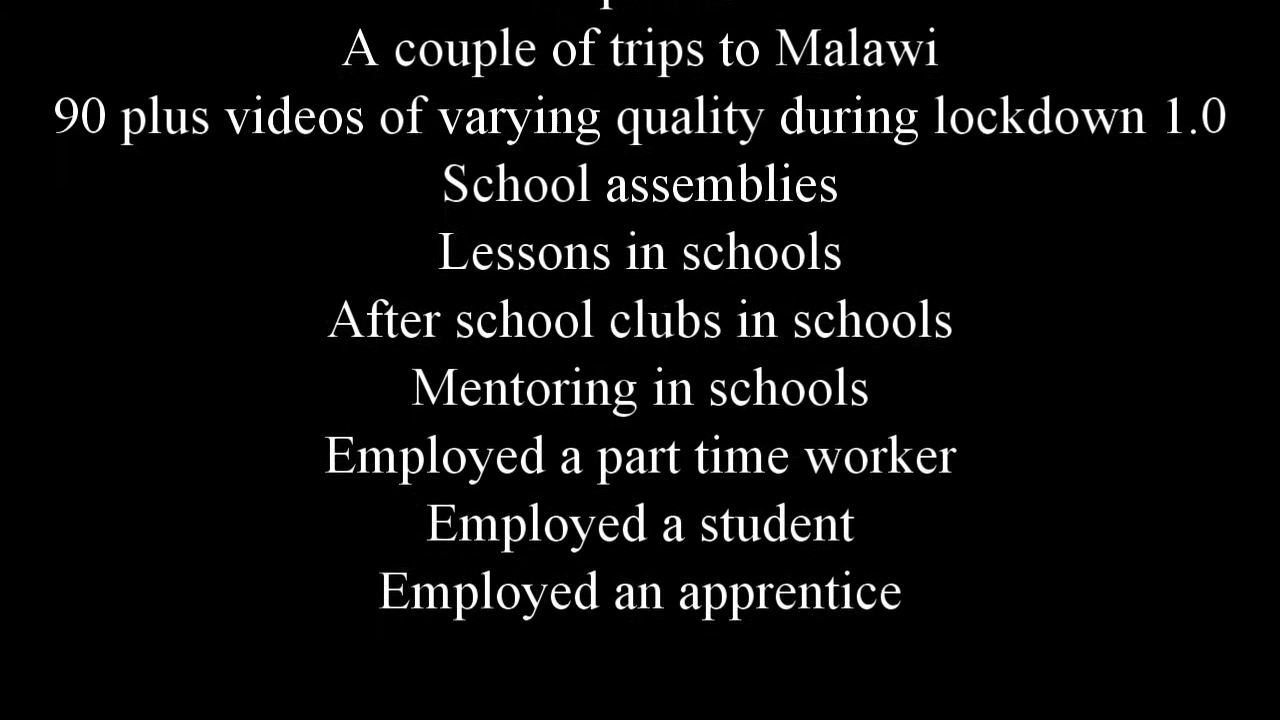 A couple of trips to Malawi
90 plus videos of varying quality during lockdown 1.0
School assemblies
Lessons in schools
After school clubs in schools
Mentoring in schools
Employed a part time worker
Employed a student
Employed an apprentice